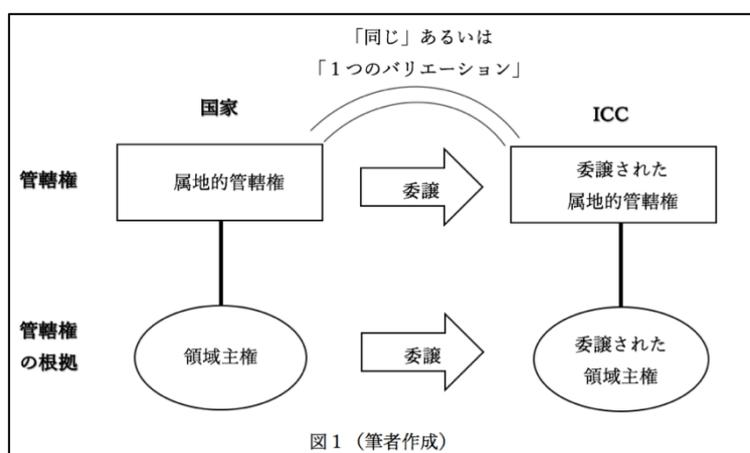 「同じ」あるいは
「１つのバリエーション」
国家
ICC
管轄権
属地的管轄権
委譲
委譲された
属地的管轄権
管轄権
の根拠
領域主権
委譲
委譲された
領域主権
図１（筆者作成）